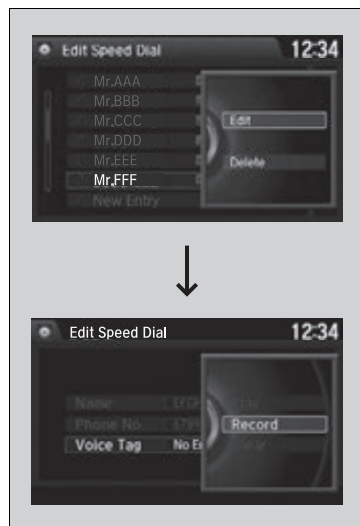 Edit Speed Dial 12:34
Mr.AAA
Mr.BBB
Mr.CCC
Edit
Mr.DDD
Mr.EEE
Delete
Mr.FFF
New Entry
Edit Speed Dial 12:34
Name
Phone No.
Record
Voice Tag No